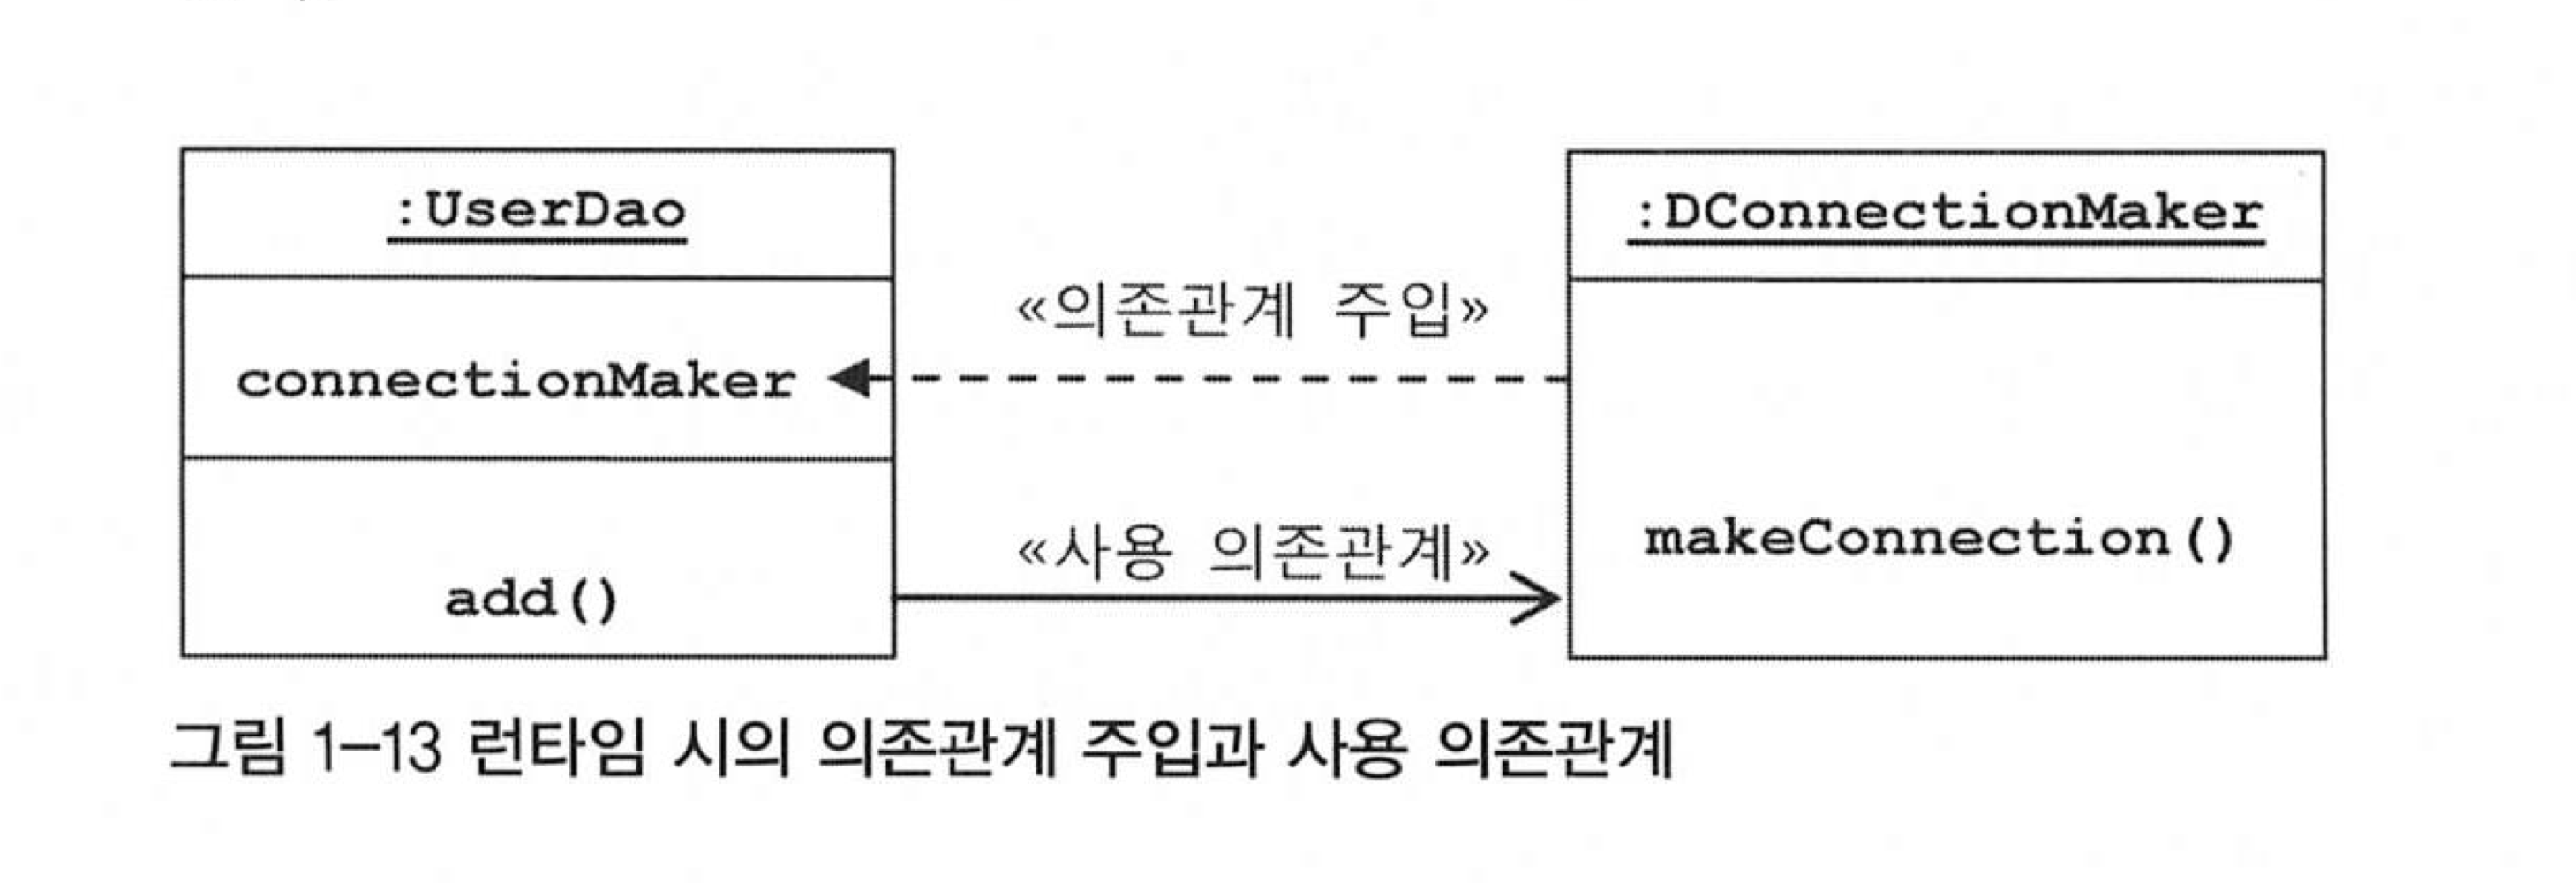 :UserDao
:DConnectionMaker
«의존관계 주입»
connectionMaker
«사용 의존관계»
makeConnection()
add()
그림 1-13 런타임 시의 의존관계 주입과 사용 의존관계